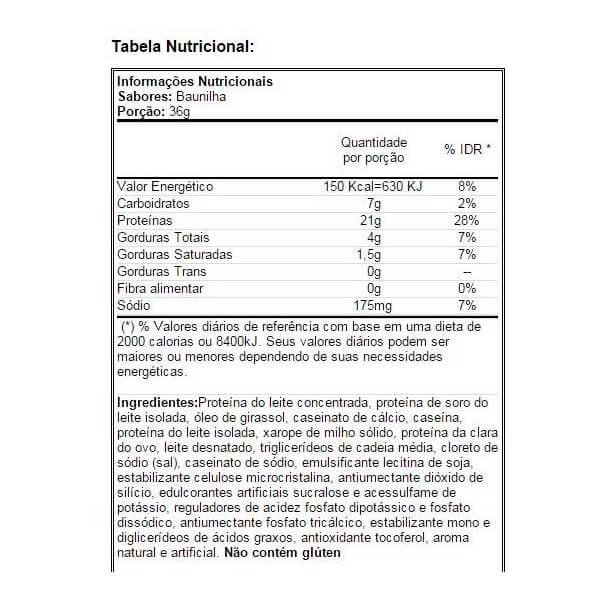 Tabela Nutricional:
Informações Nutricionais
Sabores: Baunilha
Porção: 36g
Quantidade por porção % IDR *
Valor Energético 150 Kcal=630 KJ 8%
Carboidratos 7g 2%
Proteínas 21g 28%
Gorduras Totais 4g 7%
Gorduras Saturadas 1,5g 7%
Gorduras Trans 0g --
Fibra alimentar 0g 0%
Sódio 175mg 7%
(*) % Valores diários de referência com base em uma dieta de
2000 calorias ou 8400kJ. Seus valores diários podem ser
maiores ou menores dependendo de suas necessidades
energéticas.
Ingredientes:Proteína do leite concentrada, proteína de soro do
leite isolada, óleo de girassol, caseinato de cálcio, caseína,
proteína do leite isolada, xarope de milho sólido, proteína da clara
do ovo, leite desnatado, triglicerídeos de cadeia média, cloreto de
sódio (sal), caseinato de sódio, emulsificante lecitina de soja,
estabilizante celulose microcristalina, antiumectante dióxido de
silício, edulcorantes artificiais sucralose e acessulfame de
potássio, reguladores de acidez fosfato dipotássico e fosfato
dissódico, antiumectante fosfato tricálcico, estabilizante mono e
diglicerídeos de ácidos graxos, antioxidante tocoferol, aroma
natural e artificial. Não contém glúten